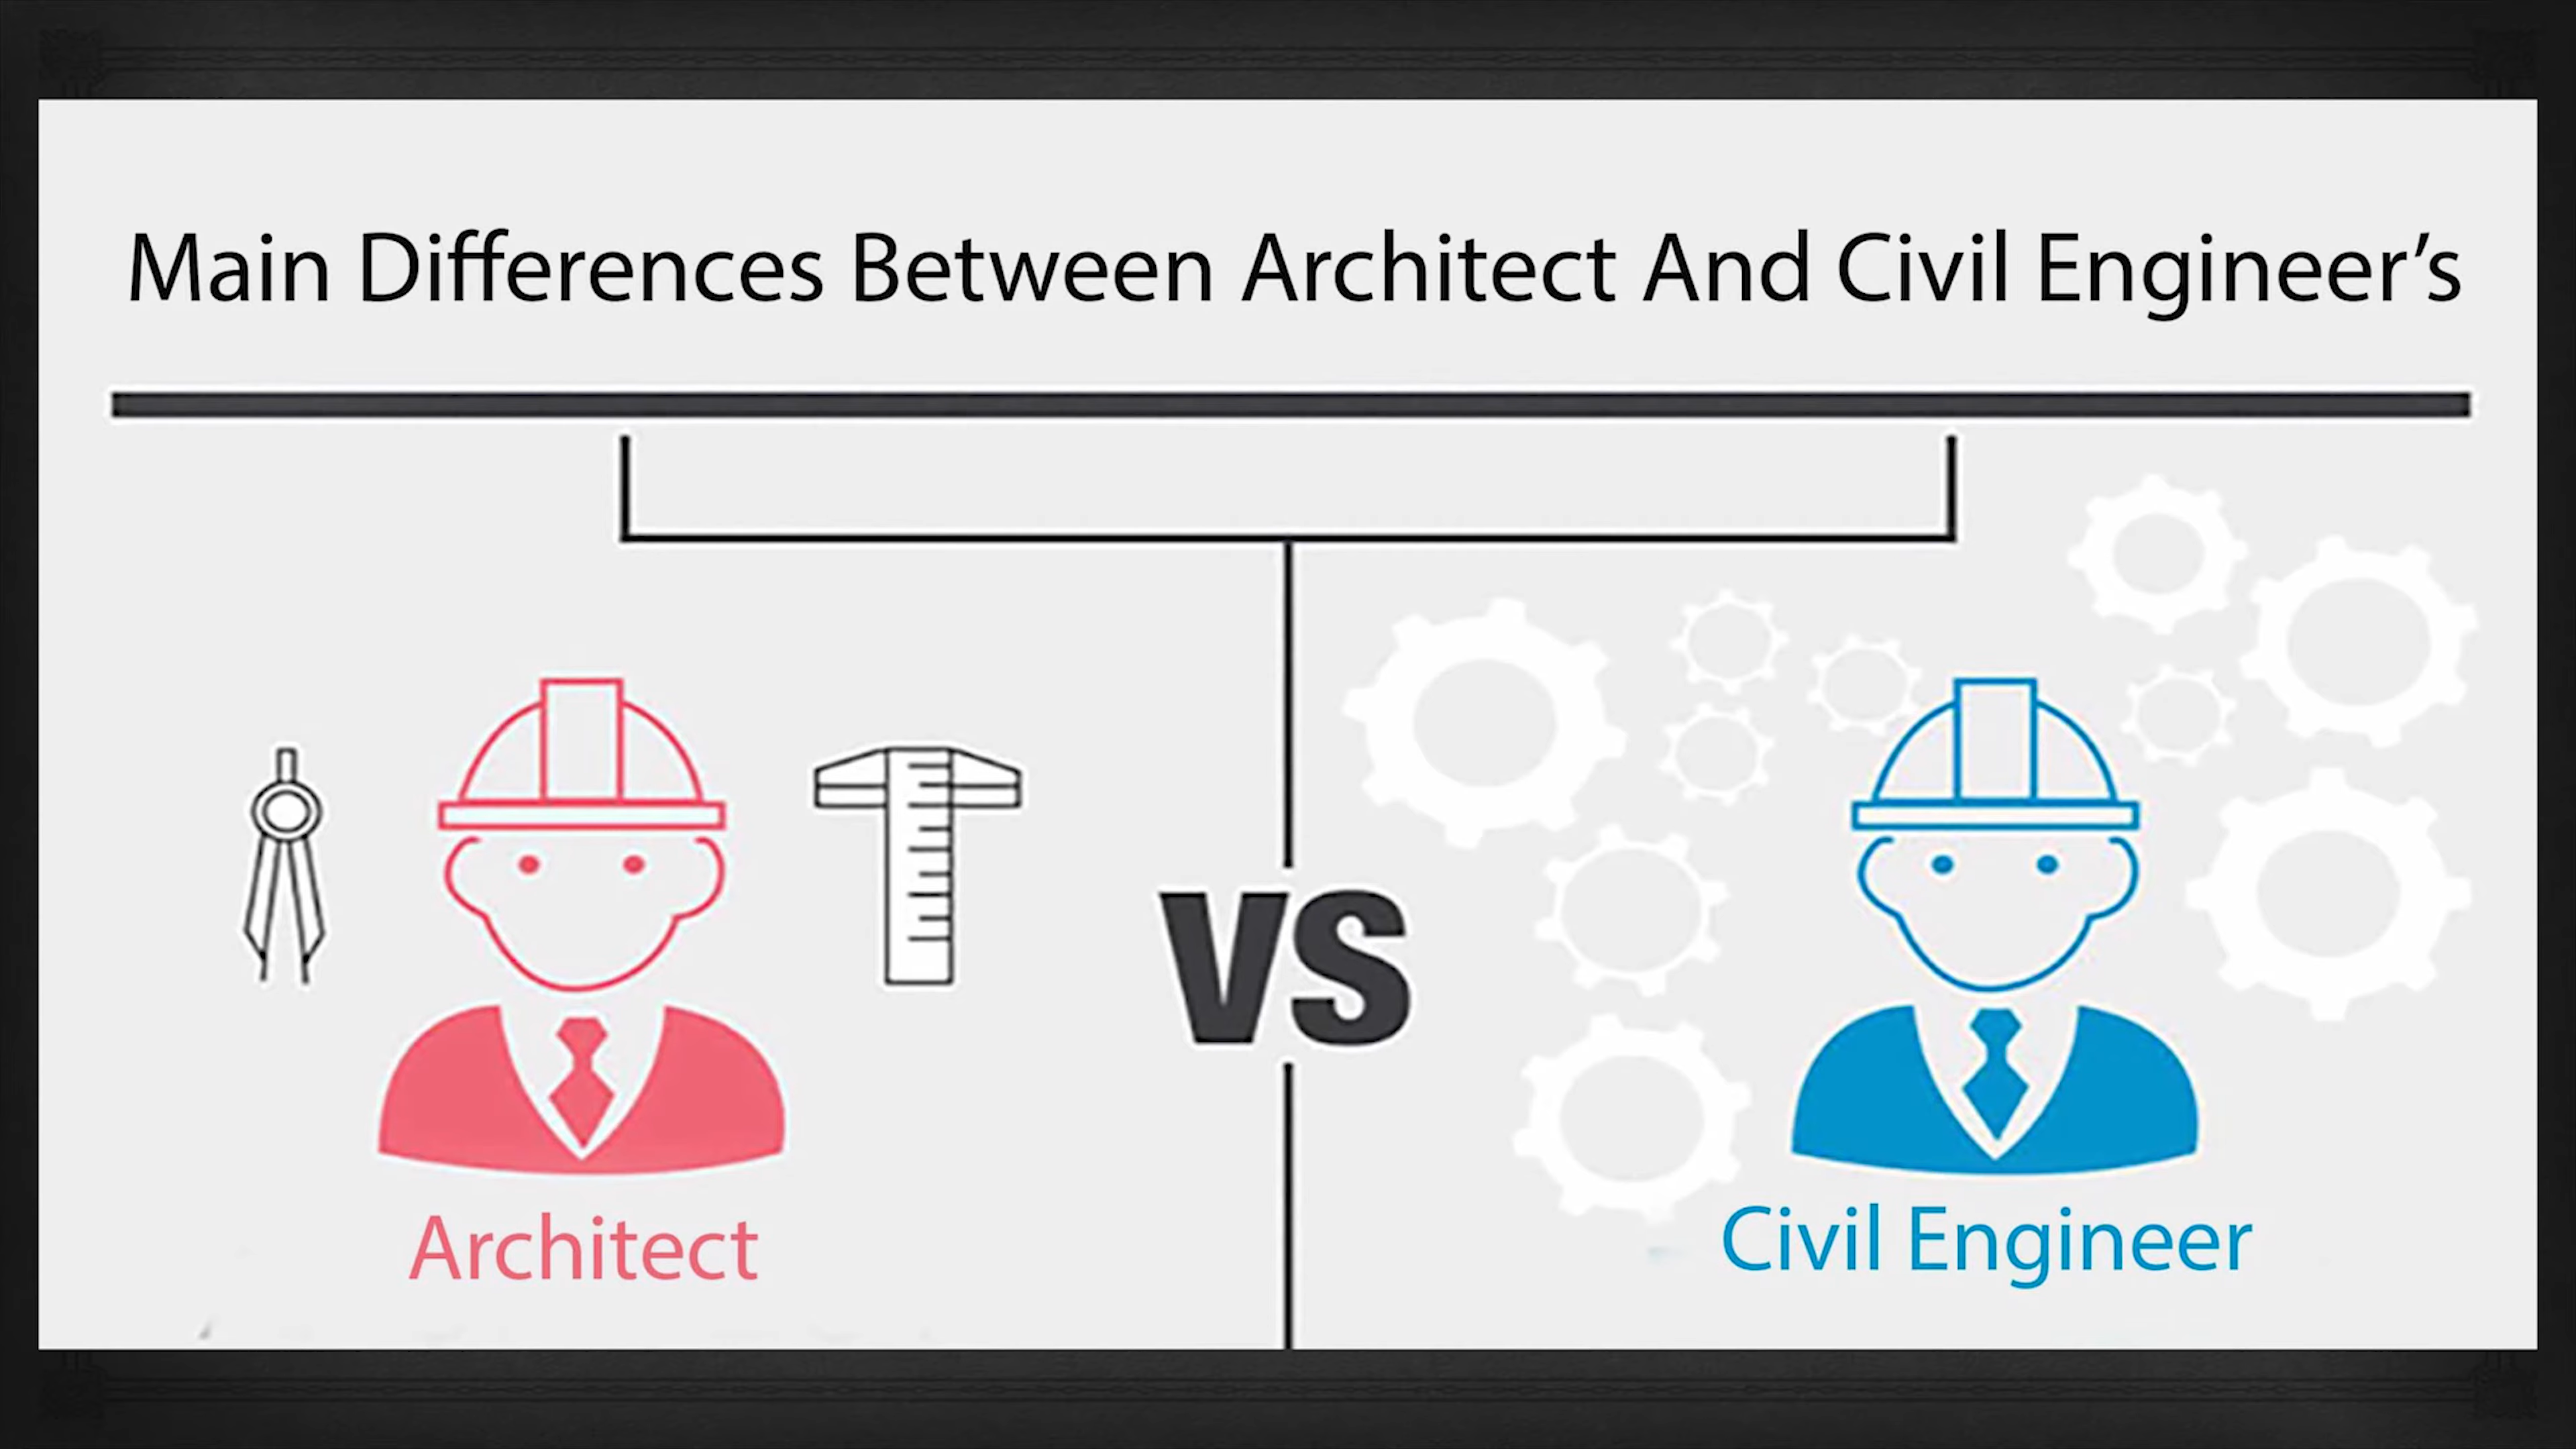 Main Differences Between Architect And Civil Engineer’s
VS
Architect
Civil Engineer